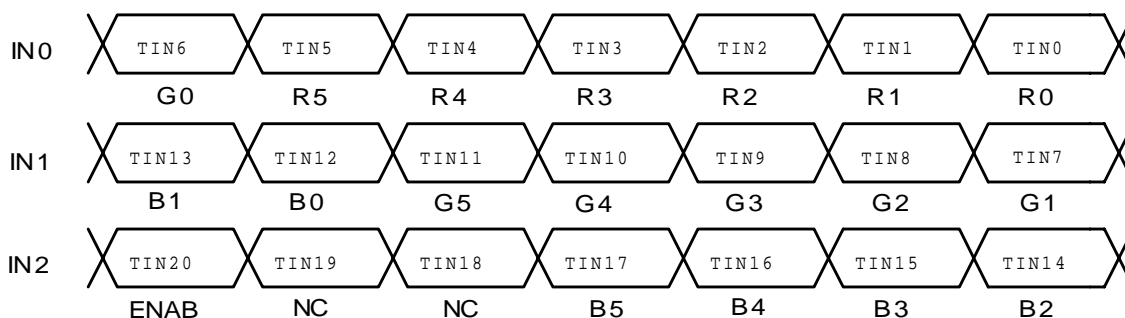 IN0 TIN6 TIN5 TIN4 TIN3 TIN2 TIN1 TIN0
G0 R5 R4 R3 R2 R1 R0
IN1 TIN13 TIN12 TIN11 TIN10 TIN9 TIN8 TIN7
B1 B0 G5 G4 G3 G2 G1
IN2 TIN20 TIN19 TIN18 TIN17 TIN16 TIN15 TIN14
ENAB NC NC B5 B4 B3 B2